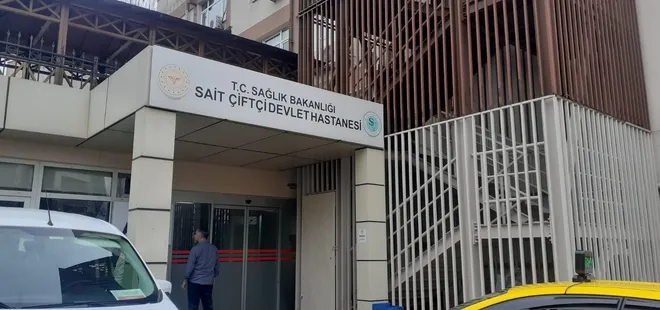 T.C. SAĞLIK BAKANLIĞI
SAİT ÇİFTÇİ DEVLET HASTANESİ